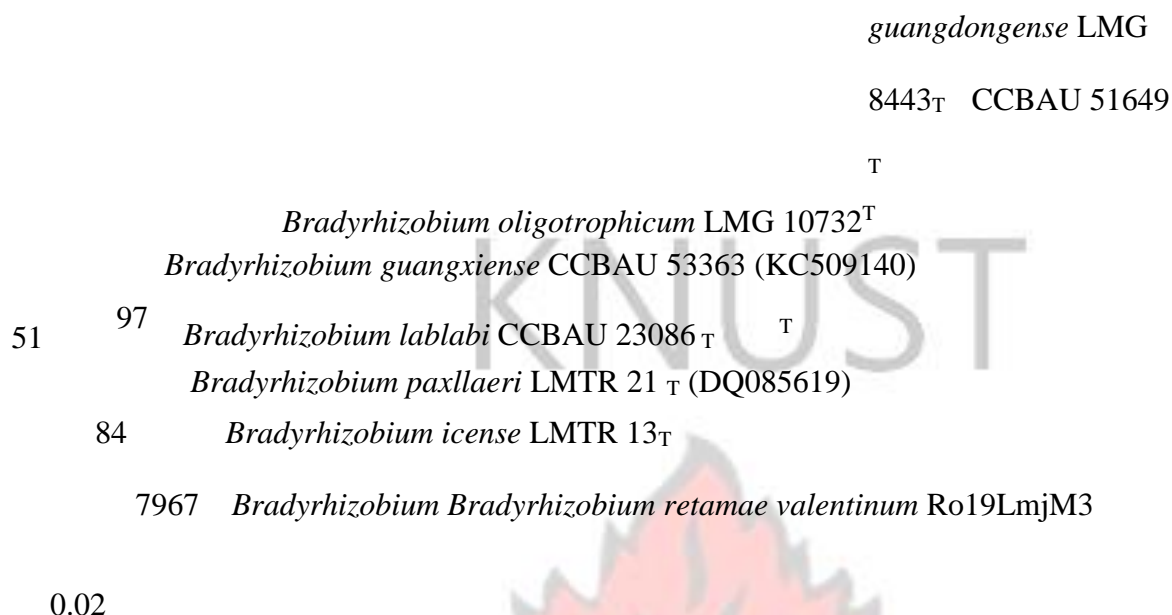 guangdongense LMG
8443T CCBAU 51649
T
Bradyrhizobium oligotrophicum LMG 10732T
KNUST
Bradyrhizobium guangxiense CCBAU 53363 (KC509140)
97
51
Bradyrhizobium lablabi CCBAU 23086 T T
Bradyrhizobium paxllaeri LMTR 21 T (DQ085619)
84 Bradyrhizobium icense LMTR 13T
7967 Bradyrhizobium Bradyrhizobium retamae valentinum Ro19LmjM3
0.02